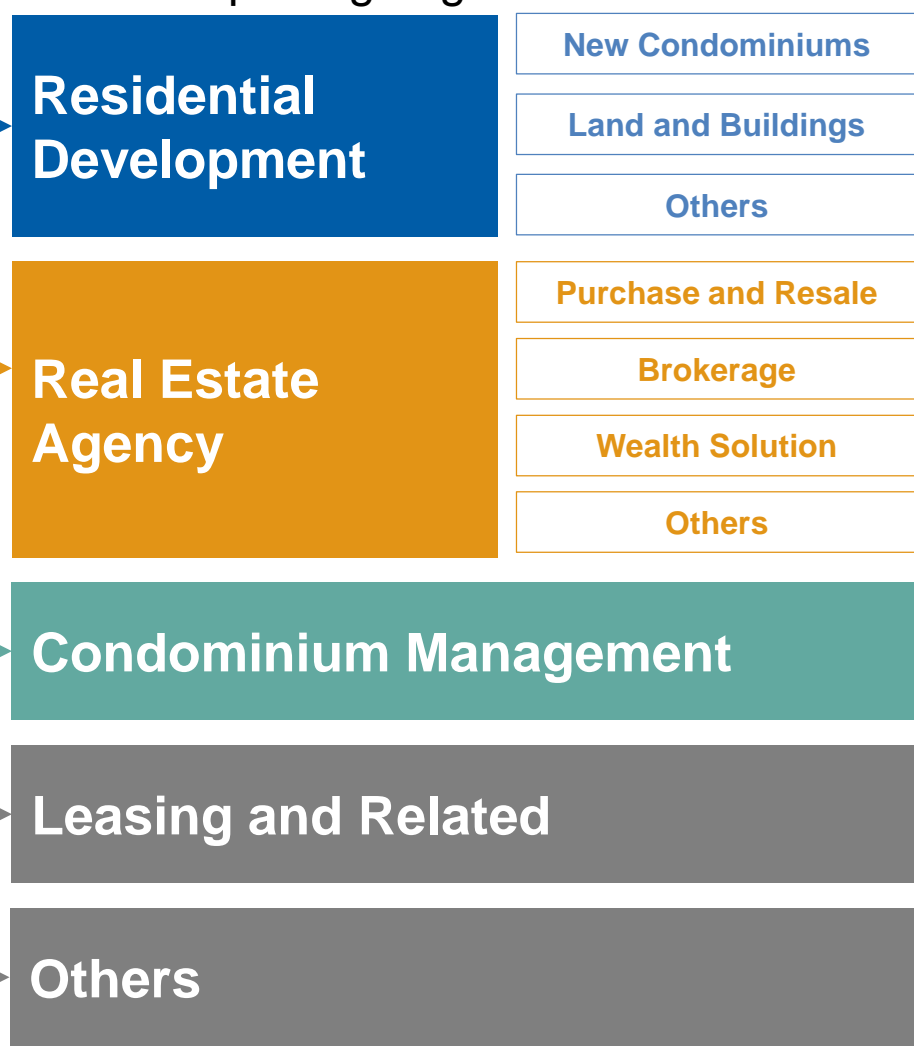 Residential
Development
New Condominiums
Land and Buildings
Others
Real Estate
Agency
Purchase and Resale
Brokerage
Wealth Solution
Others
Condominium Management
Leasing and Related
Others